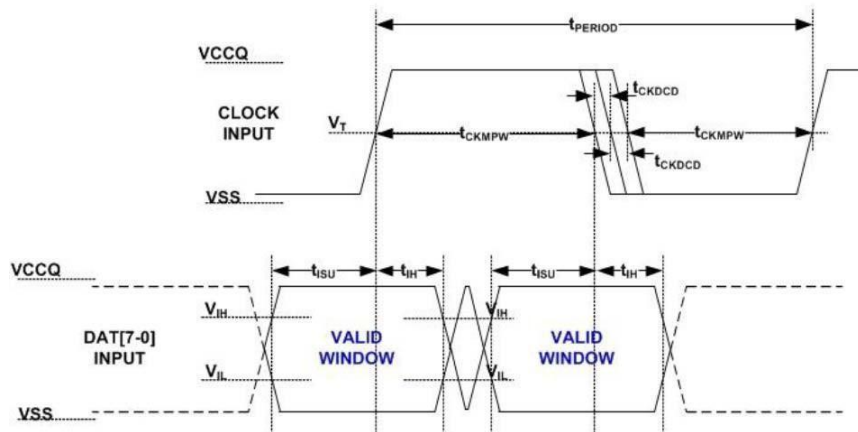 tPERIOD
VCCQ
tCKDCD
CLOCK
INPUT
VT
tCKMPW
tCKMPW
tCKDCD
VSS
VCCQ
tISU
tIH
tISU
tIH
VIH
VIH
DAT[7-0]
INPUT
VALID
WINDOW
VALID
WINDOW
VIL
VIL
VSS